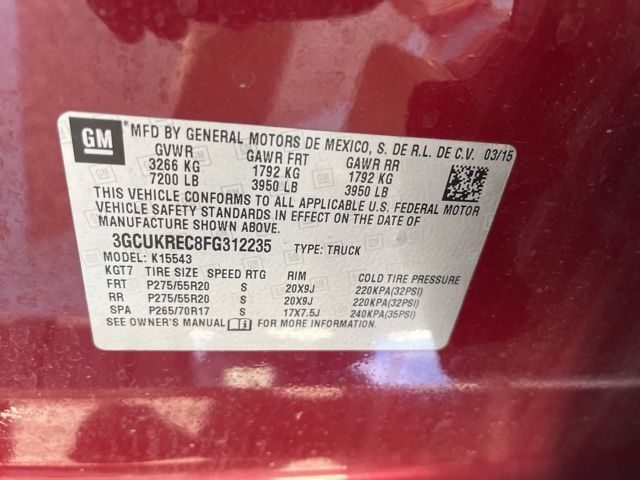 GM *MFD BY GENERAL MOTORS DE MEXICO, S. DE R.L. DE C.V. 03/15
GVWR GAWR FRT GAWR RR
3266 KG 1792 KG 1792 KG
7200 LB 3950 LB 3950 LB
THIS VEHICLE CONFORMS TO ALL APPLICABLE U.S. FEDERAL MOTOR
VEHICLE SAFETY STANDARDS IN EFFECT ON THE DATE OF
MANUFACTURE SHOWN ABOVE.
3GCUKREC8FG312235 TYPE: TRUCK
MODEL: K15543
KGT7 TIRE SIZE SPEED RTG RIM COLD TIRE PRESSURE
FRT P275/55R20 S 20X9J 220KPA(32PSI)
RR P275/55R20 S 20X9J 220KPA(32PSI)
SPA P265/70R17 S 17X7.5J 240KPA(35PSI)
SEE OWNER'S MANUAL i FOR MORE INFORMATION.